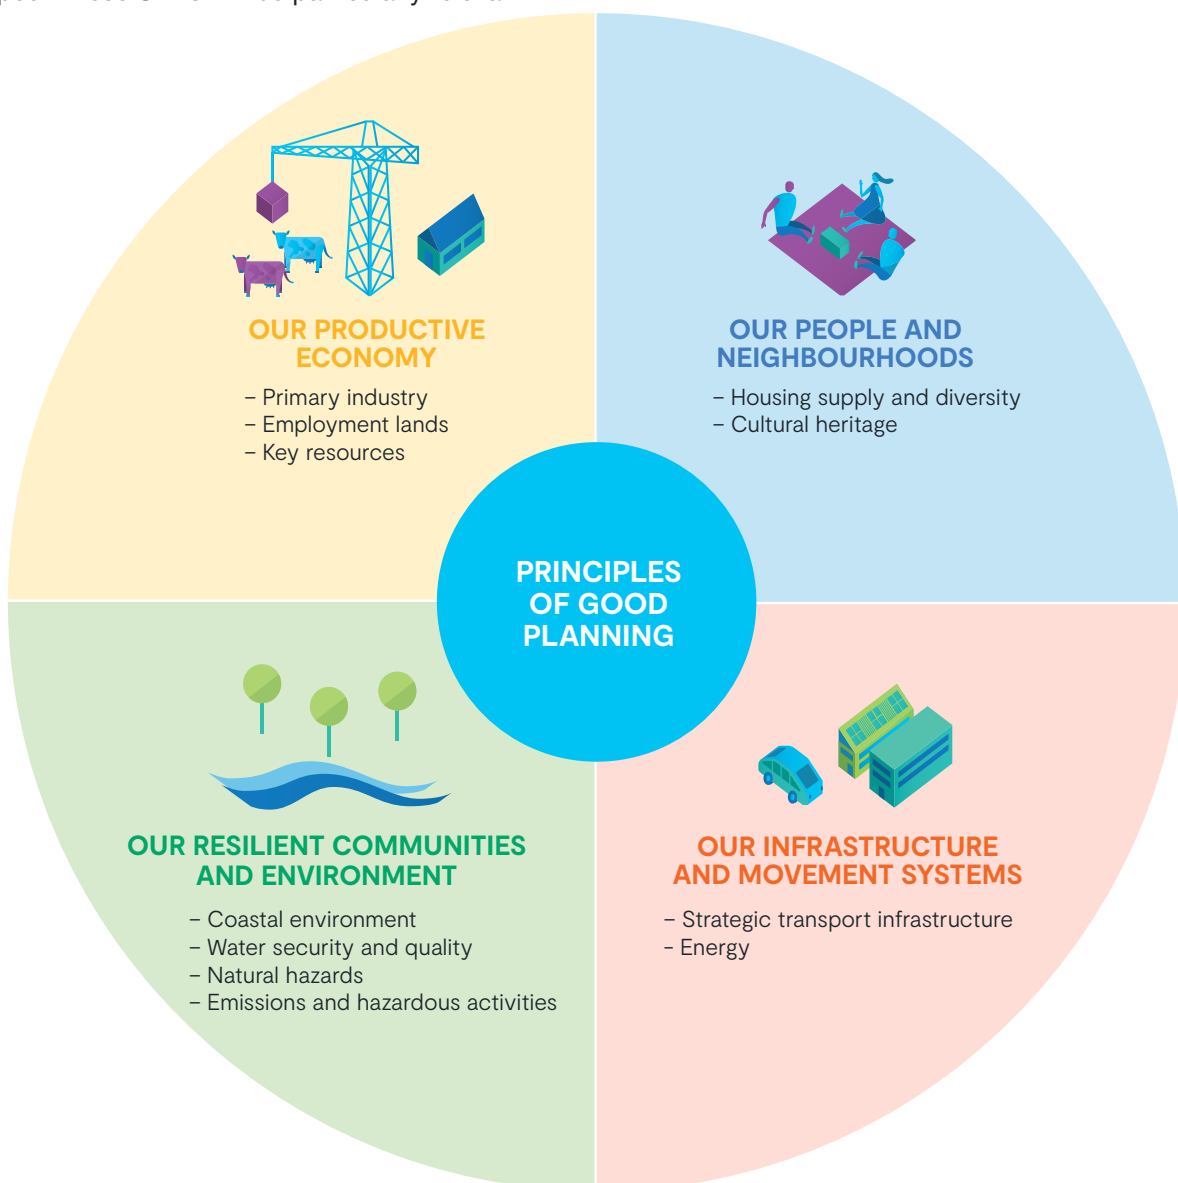 OUR PRODUCTIVE
ECONOMY
– Primary industry
– Employment lands
– Key resources
OUR PEOPLE AND
NEIGHBOURHOODS
– Housing supply and diversity
– Cultural heritage
PRINCIPLES
OF GOOD
PLANNING
OUR RESILIENT COMMUNITIES
AND ENVIRONMENT
– Coastal environment
– Water security and quality
– Natural hazards
– Emissions and hazardous activities
OUR INFRASTRUCTURE
AND MOVEMENT SYSTEMS
– Strategic transport infrastructure
– Energy